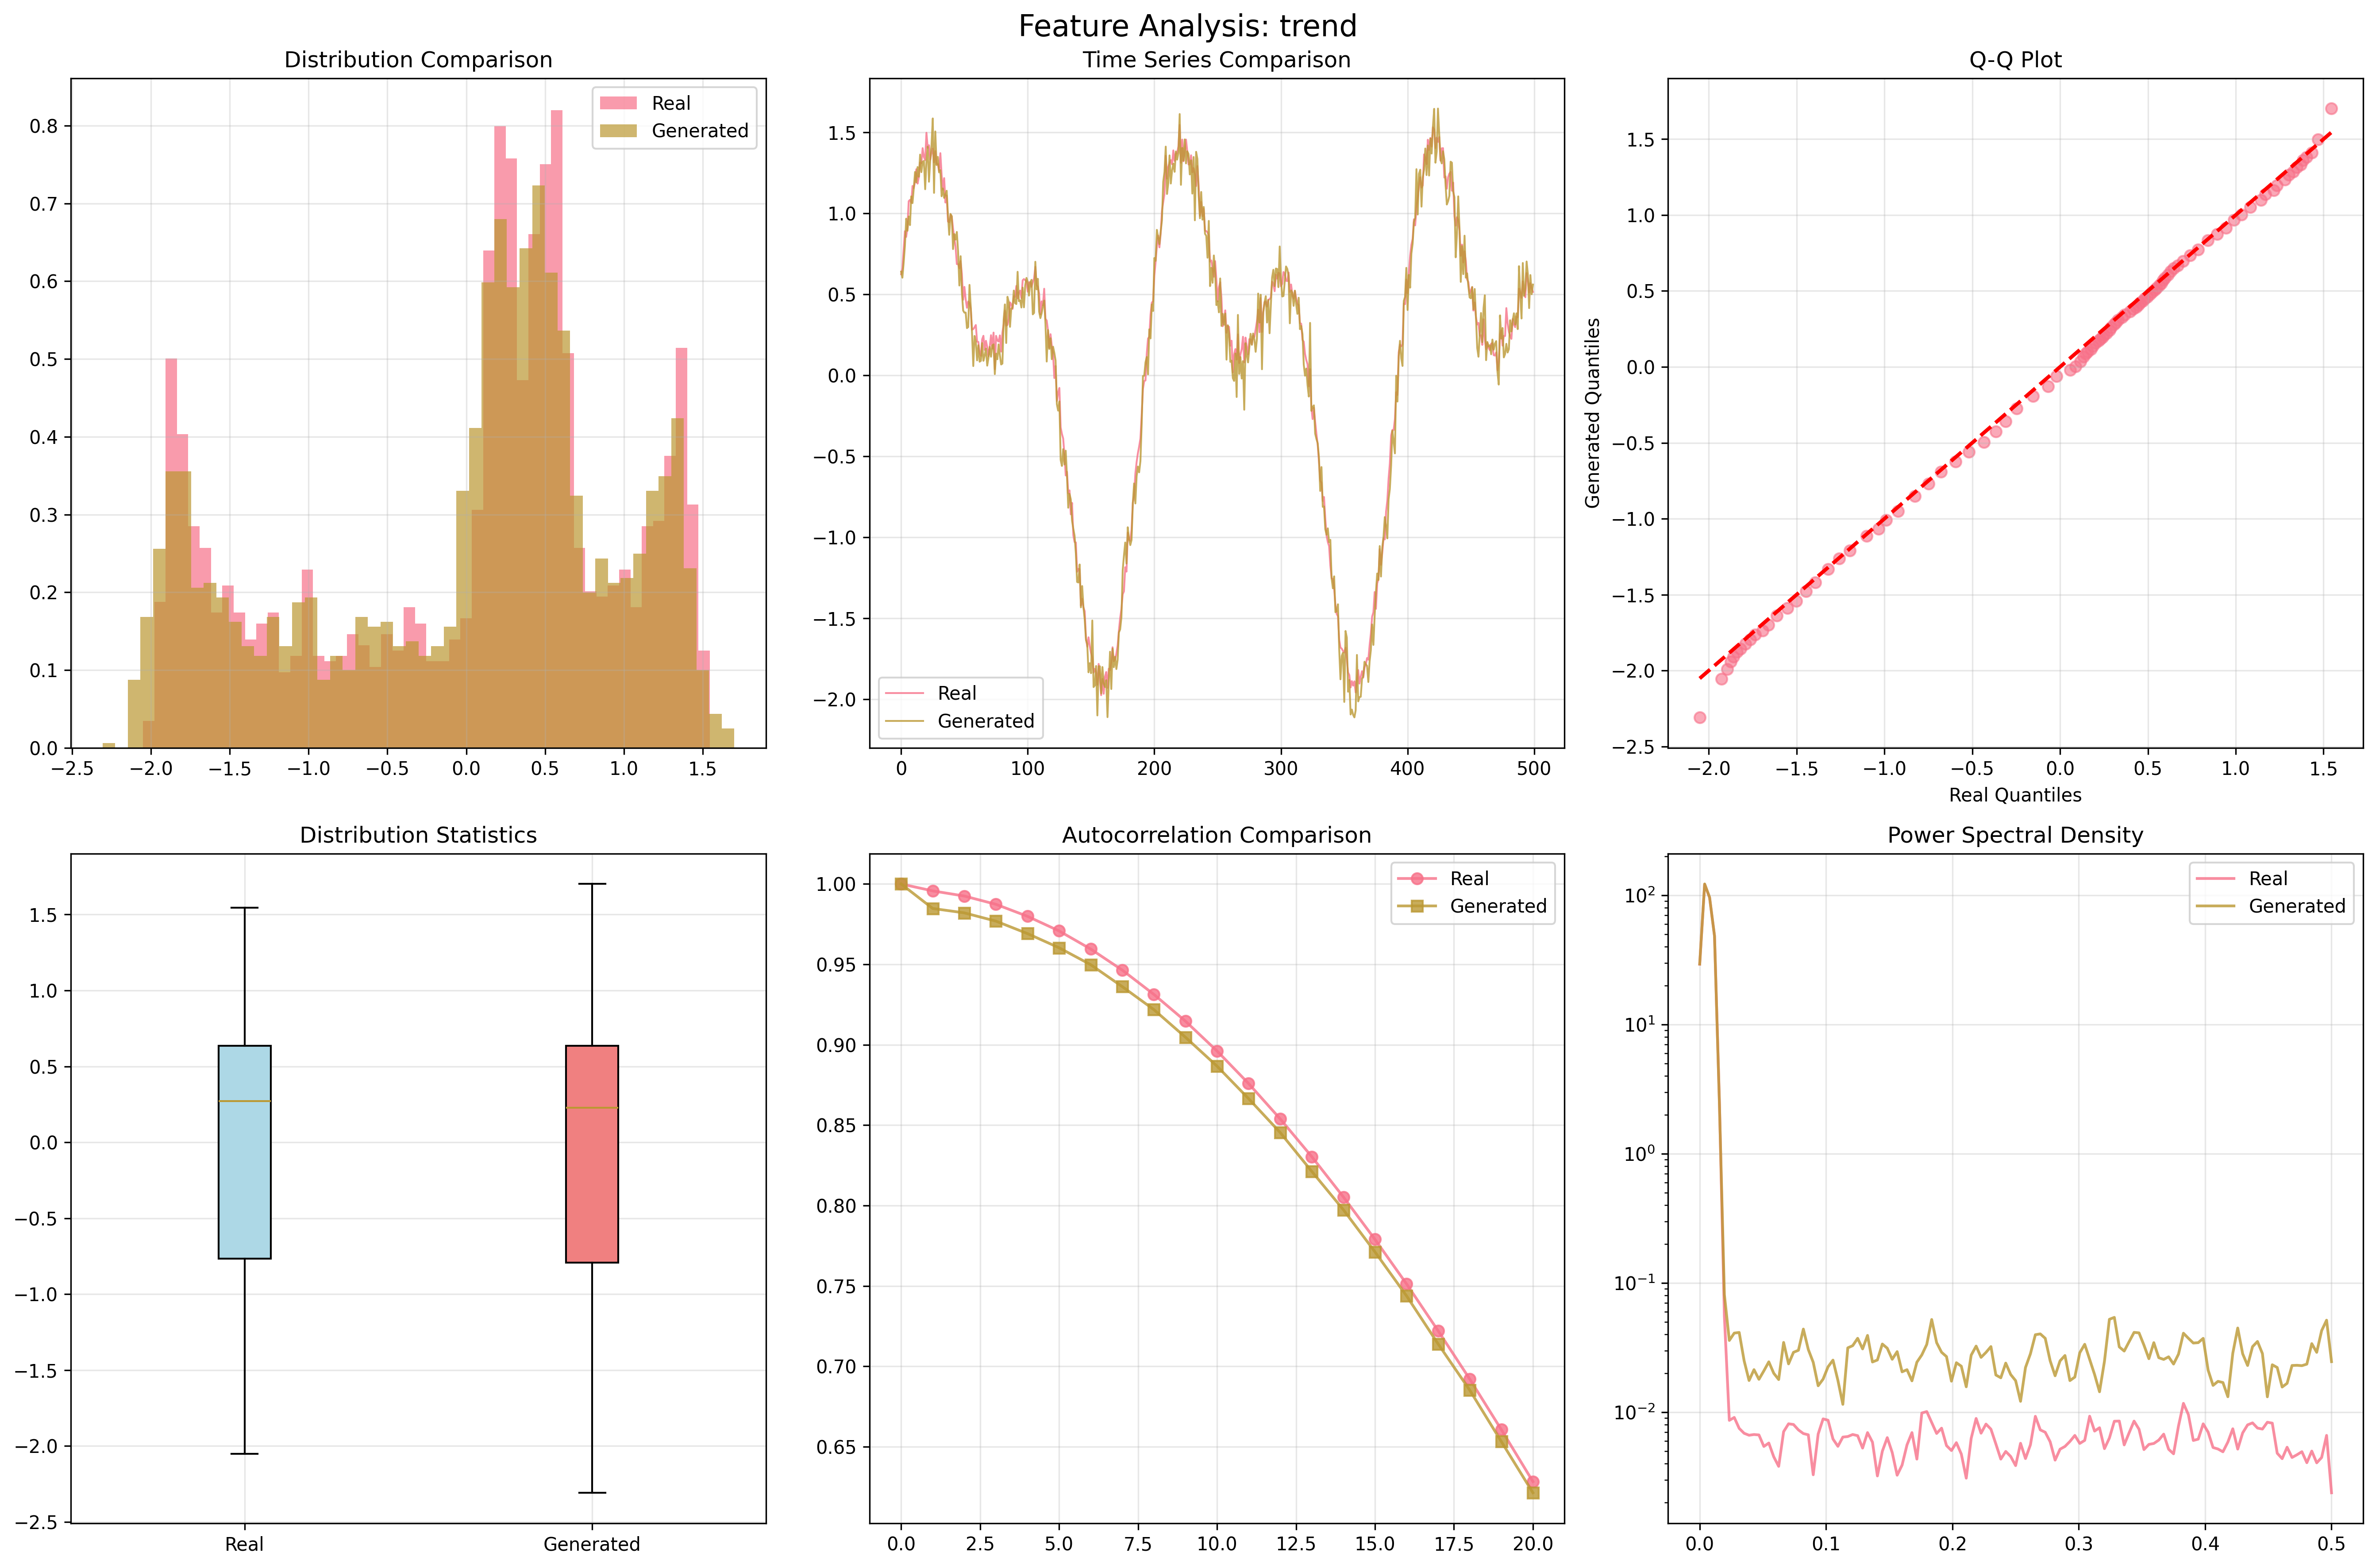 Feature Analysis: trend
Distribution Comparison
Real
Generated
0.8
0.7
0.6
0.5
0.4
0.3
0.2
0.1
0.0
−2.5 −2.0 −1.5 −1.0 −0.5 0.0 0.5 1.0 1.5
Time Series Comparison
1.5
1.0
0.5
0.0
−0.5
−1.0
−1.5
−2.0
Real
Generated
0 100 200 300 400 500
Q-Q Plot
Generated Quantiles
1.5
1.0
0.5
0.0
−0.5
−1.0
−1.5
−2.0
−2.5
−2.0 −1.5 −1.0 −0.5 0.0 0.5 1.0 1.5
Real Quantiles
Distribution Statistics
1.5
1.0
0.5
0.0
−0.5
−1.0
−1.5
−2.0
−2.5
Real Generated
Autocorrelation Comparison
Real
Generated
1.00
0.95
0.90
0.85
0.80
0.75
0.70
0.65
0.0 2.5 5.0 7.5 10.0 12.5 15.0 17.5 20.0
Power Spectral Density
Real
Generated
10²
10¹
10⁰
10⁻¹
10⁻²
0.0 0.1 0.2 0.3 0.4 0.5